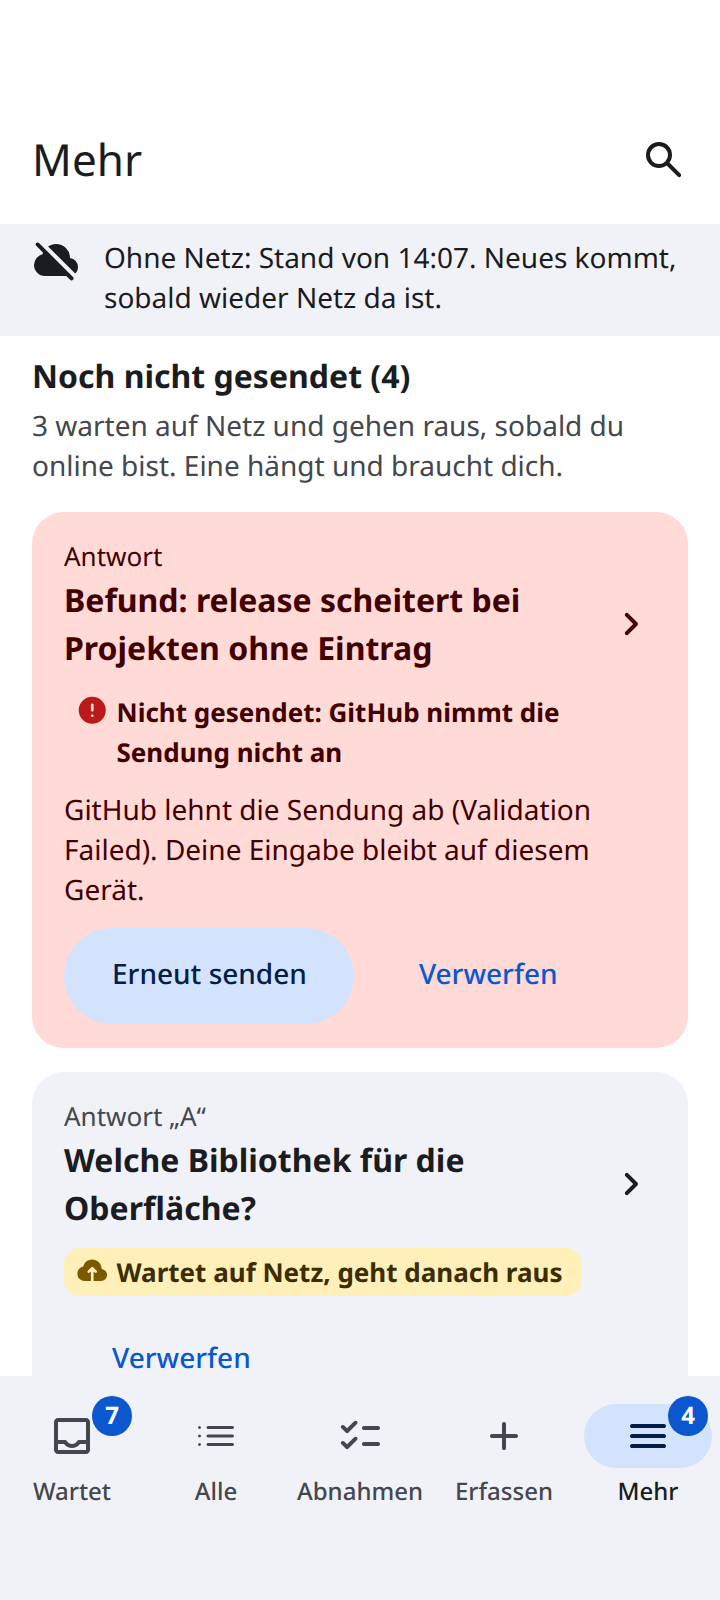 Mehr
Ohne Netz: Stand von 14:07. Neues kommt,
sobald wieder Netz da ist.
Noch nicht gesendet (4)
3 warten auf Netz und gehen raus, sobald du
online bist. Eine hängt und braucht dich.
Antwort
Befund: release scheitert bei
Projekten ohne Eintrag
Nicht gesendet: GitHub nimmt die
Sendung nicht an
GitHub lehnt die Sendung ab (Validation
Failed). Deine Eingabe bleibt auf diesem
Gerät.
Erneut senden
Verwerfen
Antwort „A“
Welche Bibliothek für die
Oberfläche?
Wartet auf Netz, geht danach raus
Verwerfen
7
4
Wartet
Alle
Abnahmen
Erfassen
Mehr